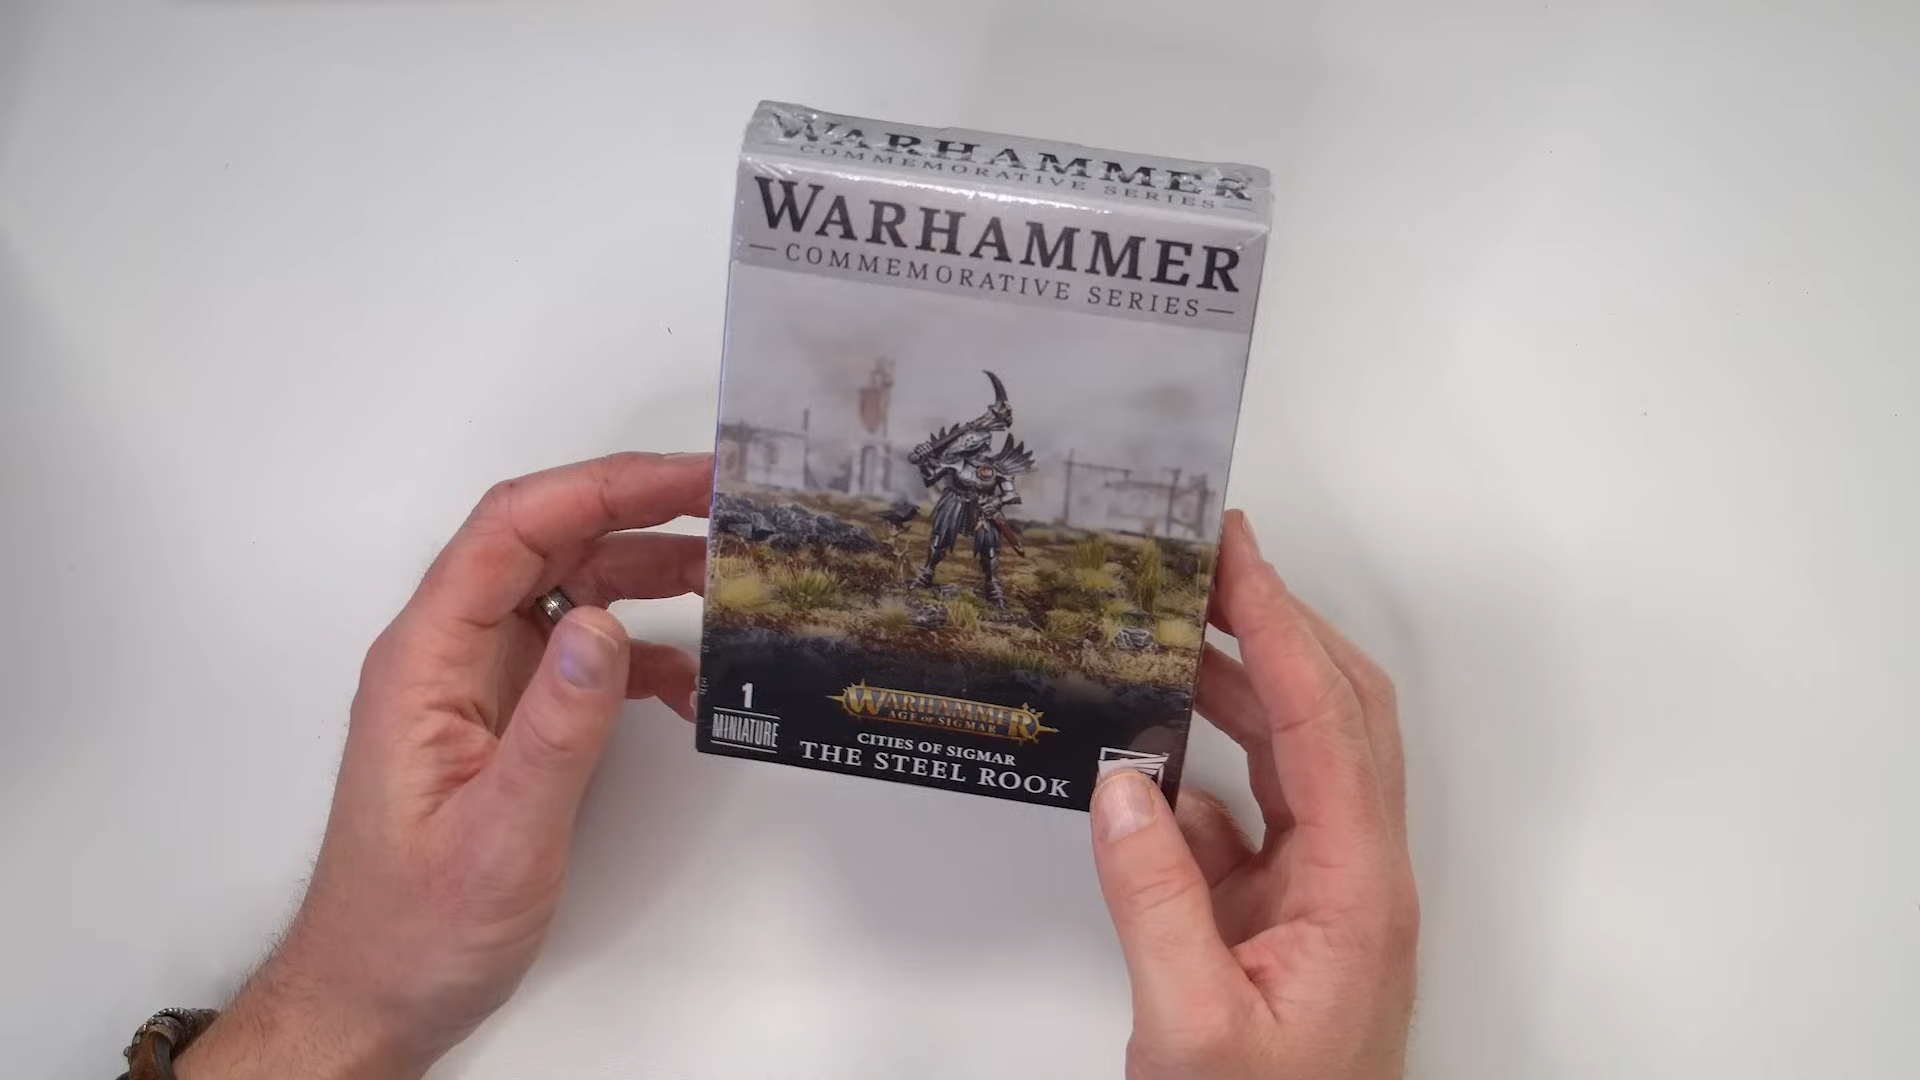 WARHAMMER
COMMEMORATIVE SERIES
WARHAMMER
— COMMEMORATIVE SERIES —
1
MINIATURE
WARHAMMER
AGE OF SIGMAR
CITIES OF SIGMAR
THE STEEL ROOK